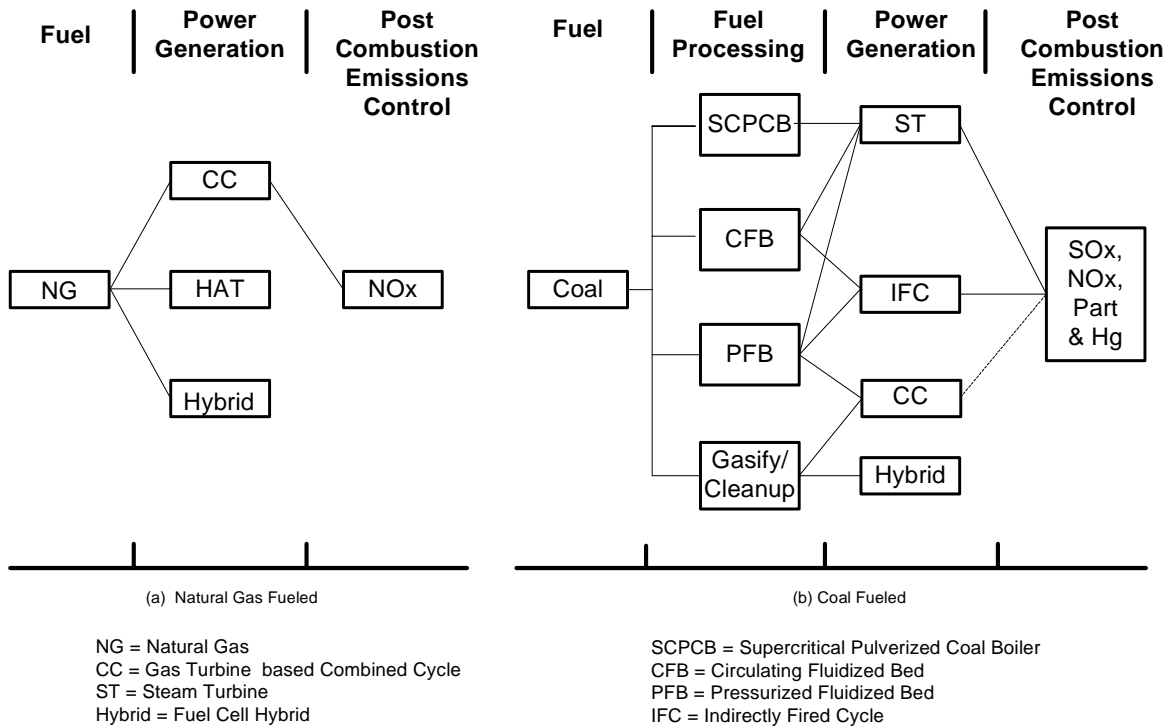 Fuel
Power
Generation
Post
Combustion
Emissions
Control
NG
CC
HAT
Hybrid
NOx
(a) Natural Gas Fueled
NG = Natural Gas
CC = Gas Turbine based Combined Cycle
ST = Steam Turbine
Hybrid = Fuel Cell Hybrid
Fuel
Fuel
Processing
Power
Generation
Post
Combustion
Emissions
Control
Coal
SCPCB
CFB
PFB
Gasify/
Cleanup
ST
IFC
CC
Hybrid
SOx,
NOx,
Part
& Hg
(b) Coal Fueled
SCPCB = Supercritical Pulverized Coal Boiler
CFB = Circulating Fluidized Bed
PFB = Pressurized Fluidized Bed
IFC = Indirectly Fired Cycle